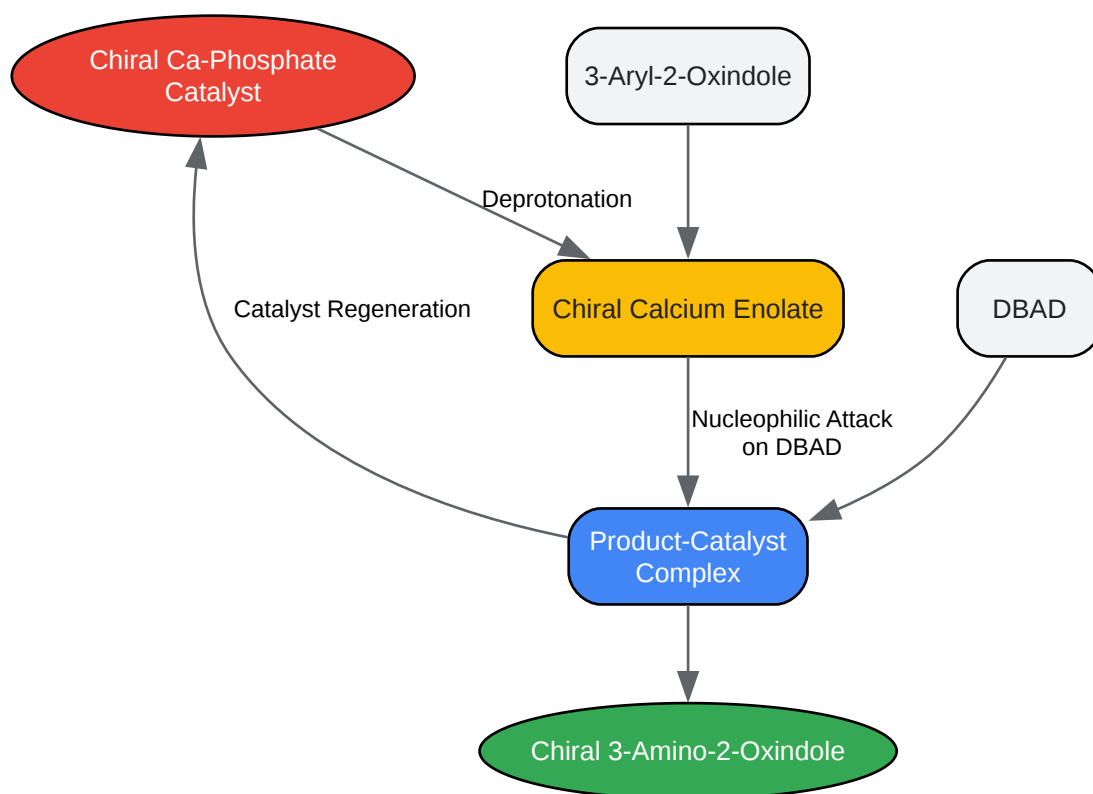 Chiral Ca-Phosphate
Catalyst
3-Aryl-2-Oxindole
Deprotonation
Catalyst Regeneration
Chiral Calcium Enolate
DBAD
Nucleophilic Attack
on DBAD
Product-Catalyst
Complex
Chiral 3-Amino-2-Oxindole